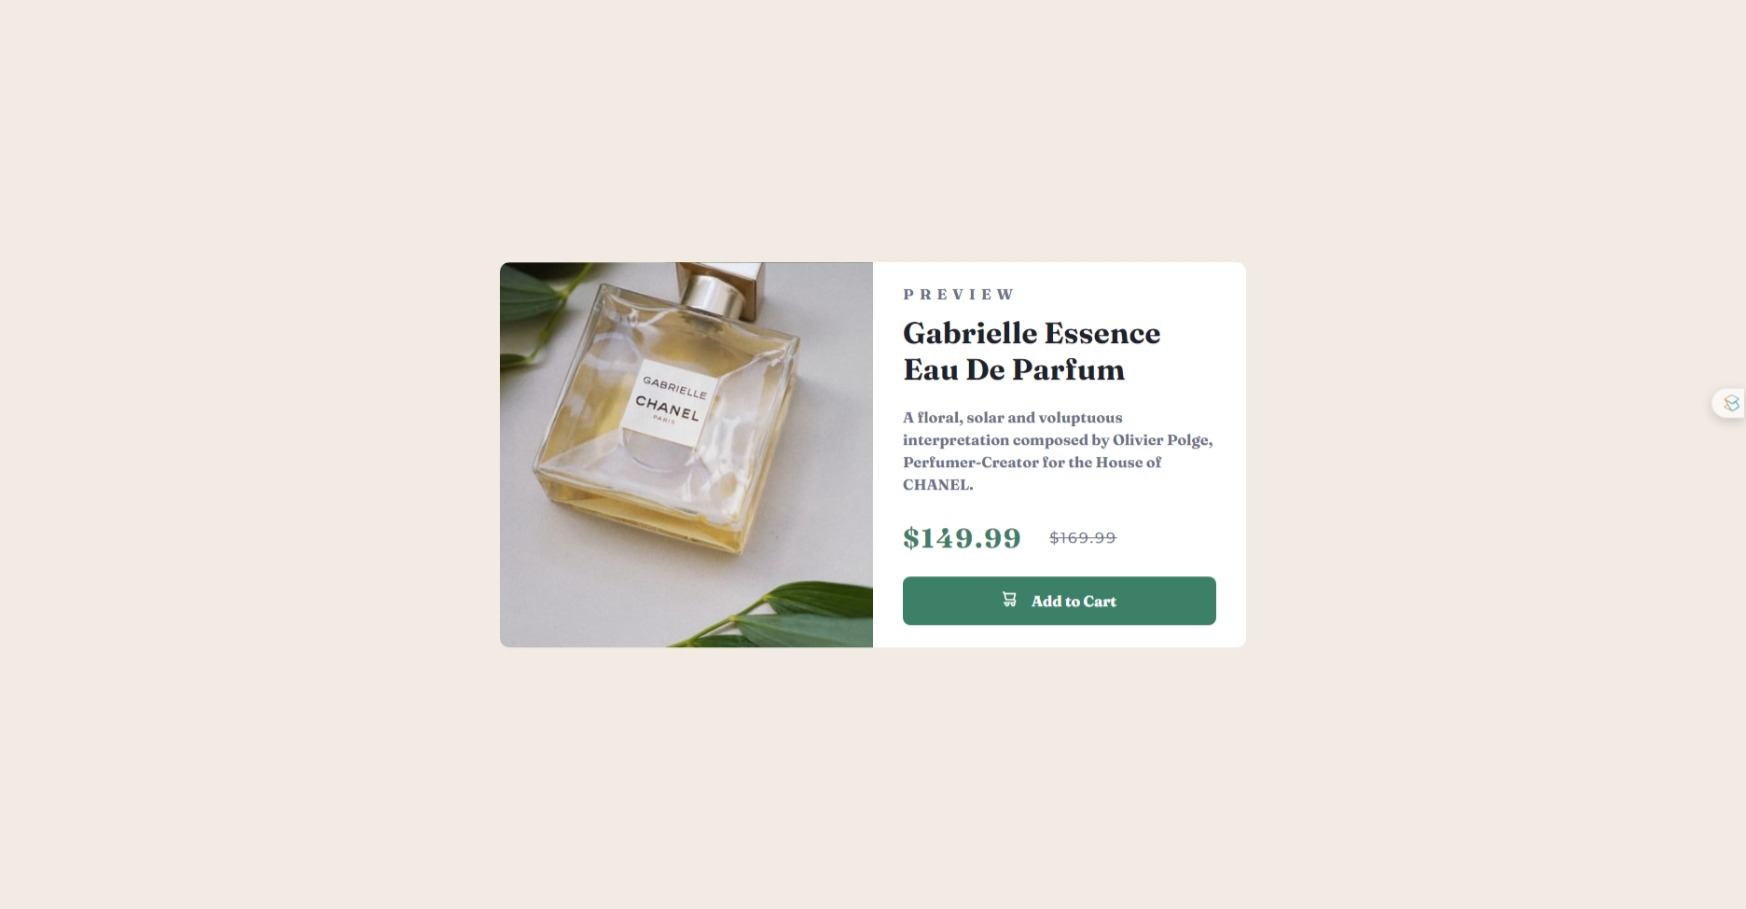 GABRIELLE
CHANEL
PARIS
PREVIEW
Gabrielle Essence
Eau De Parfum
A floral, solar and voluptuous
interpretation composed by Olivier Polge,
Perfumer-Creator for the House of
CHANEL.
$149.99 $169.99
Add to Cart